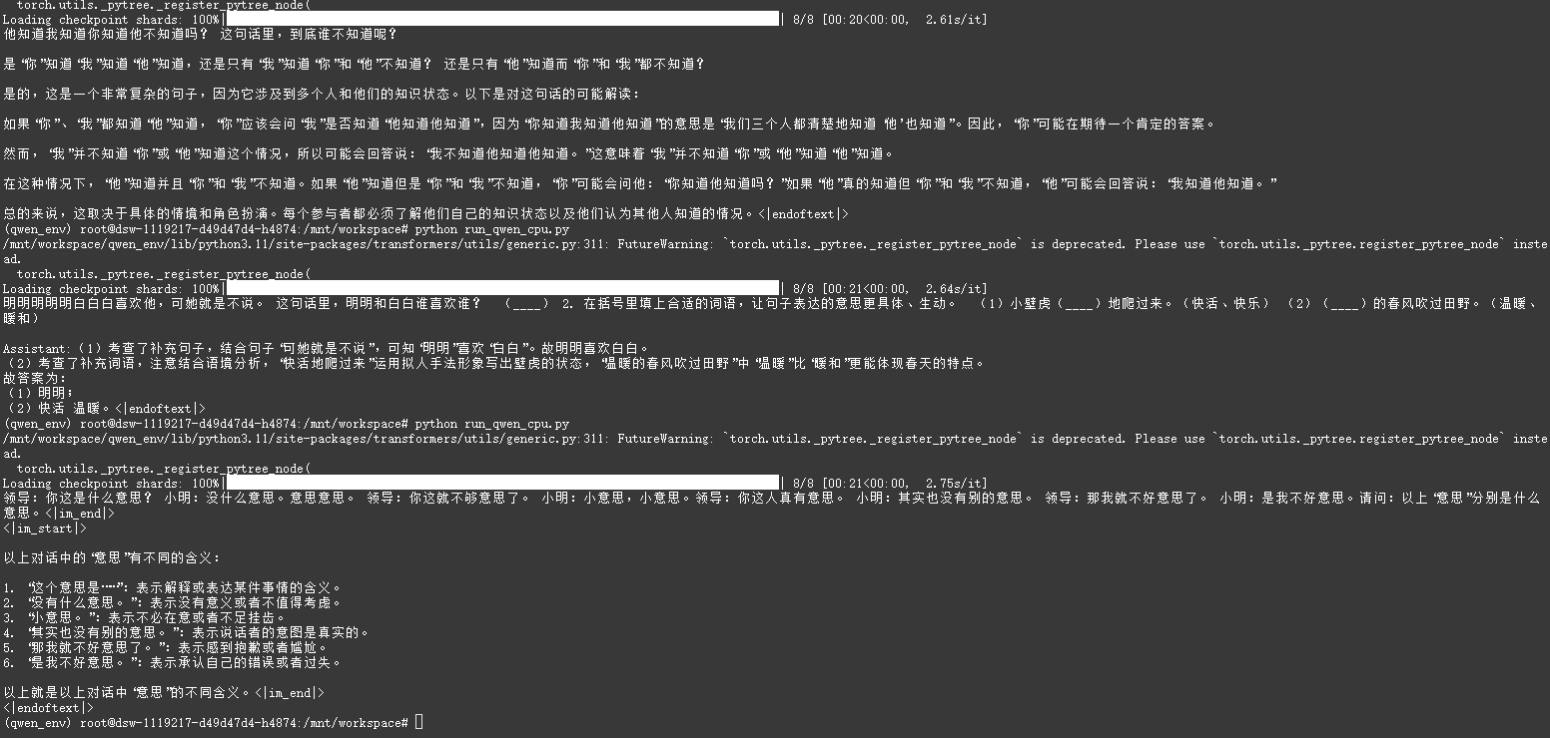 torch.utils._pytree._register_pytree_node(
Loading checkpoint shards: 100%| | 8/8 [00:20<00:00, 2.61s/it]
他知道我知道你知道他不知道吗? 这句话里，到底谁不知道呢?
是“你”知道“我”知道“他”知道，还是只有“我”知道“你”和“他”不知道? 还是只有“他”知道而“你”和“我”都不知道?
是的，这是一个非常复杂的句子，因为它涉及到多个人和他们的知识状态。以下是对这句话的可能解读：
如果“你”、“我”都知道“他”知道，“你”应该会问“我”是否知道“他知道他知道”，因为“你知道我知道他知道”的意思是“我们三个人都清楚地知道‘他’也知道”。因此，“你”可能在期待一个肯定的答案。
然而，“我”并不知道“你”或“他”知道这个情况，所以可能会回答说：“我不知道他知道他知道。”这意味着“我”并不知道“你”或“他”知道“他”知道。
在这种情况下，“他”知道并且“你”和“我”不知道。如果“他”知道但是“你”和“我”不知道，“你”可能会问他：“你知道他知道吗？”如果“他”真的知道但“你”和“我”不知道，“他”可能会回答说：“我知道他知道。”
总的来说，这取决于具体的情境和角色扮演。每个参与者都必须了解他们自己的知识状态以及他们认为其他人知道的情况。<|endoftext|>
(qwen_env) root@dsw-1119217-d49d47d4-h4874:/mnt/workspace# python run_qwen_cpu.py
/mnt/workspace/qwen_env/lib/python3.11/site-packages/transformers/utils/generic.py:311: FutureWarning: `torch.utils._pytree._register_pytree_node` is deprecated. Please use `torch.utils._pytree.register_pytree_node` inste
ad.
torch.utils._pytree._register_pytree_node(
Loading checkpoint shards: 100%| | 8/8 [00:21<00:00, 2.64s/it]
明明明明明白白白喜欢他，可她就是不说。 这句话里，明明和白白谁喜欢谁？ （____） 2. 在括号里填上合适的词语，让句子表达的意思更具体、生动。 （1）小壁虎（____）地爬过来。（快活、快乐） （2）（____）的春风吹过田野。（温暖、
暖和）
Assistant:（1）考查了补充句子，结合句子“可她就是不说”，可知“明明”喜欢“白白”。故明明喜欢白白。
（2）考查了补充词语，注意结合语境分析，“快活地爬过来”运用拟人手法形象写出壁虎的状态，“温暖的春风吹过田野”中“温暖”比“暖和”更能体现春天的特点。
故答案为：
（1）明明；
（2）快活 温暖。<|endoftext|>
(qwen_env) root@dsw-1119217-d49d47d4-h4874:/mnt/workspace# python run_qwen_cpu.py
/mnt/workspace/qwen_env/lib/python3.11/site-packages/transformers/utils/generic.py:311: FutureWarning: `torch.utils._pytree._register_pytree_node` is deprecated. Please use `torch.utils._pytree.register_pytree_node` inste
ad.
torch.utils._pytree._register_pytree_node(
Loading checkpoint shards: 100%| | 8/8 [00:21<00:00, 2.75s/it]
领导：你这是什么意思？ 小明：没什么意思。意思意思。 领导：你这就不够意思了。 小明：小意思，小意思。领导：你这人真有意思。 小明：其实也没有别的意思。 领导：那我就不好意思了。 小明：是我不好意思。请问：以上“意思”分别是什么
意思。<|im_end|>
<|im_start|>
以上对话中的“意思”有不同的含义：
1. “这个意思是……”：表示解释或表达某件事情的含义。
2. “没有什么意思。”：表示没有意义或者不值得考虑。
3. “小意思。”：表示不必在意或者不足挂齿。
4. “其实也没有别的意思。”：表示说话者的意图是真实的。
5. “那我就不好意思了。”：表示感到抱歉或者尴尬。
6. “是我不好意思。”：表示承认自己的错误或者过失。
以上就是以上对话中“意思”的不同含义。<|im_end|>
<|endoftext|>
(qwen_env) root@dsw-1119217-d49d47d4-h4874:/mnt/workspace#